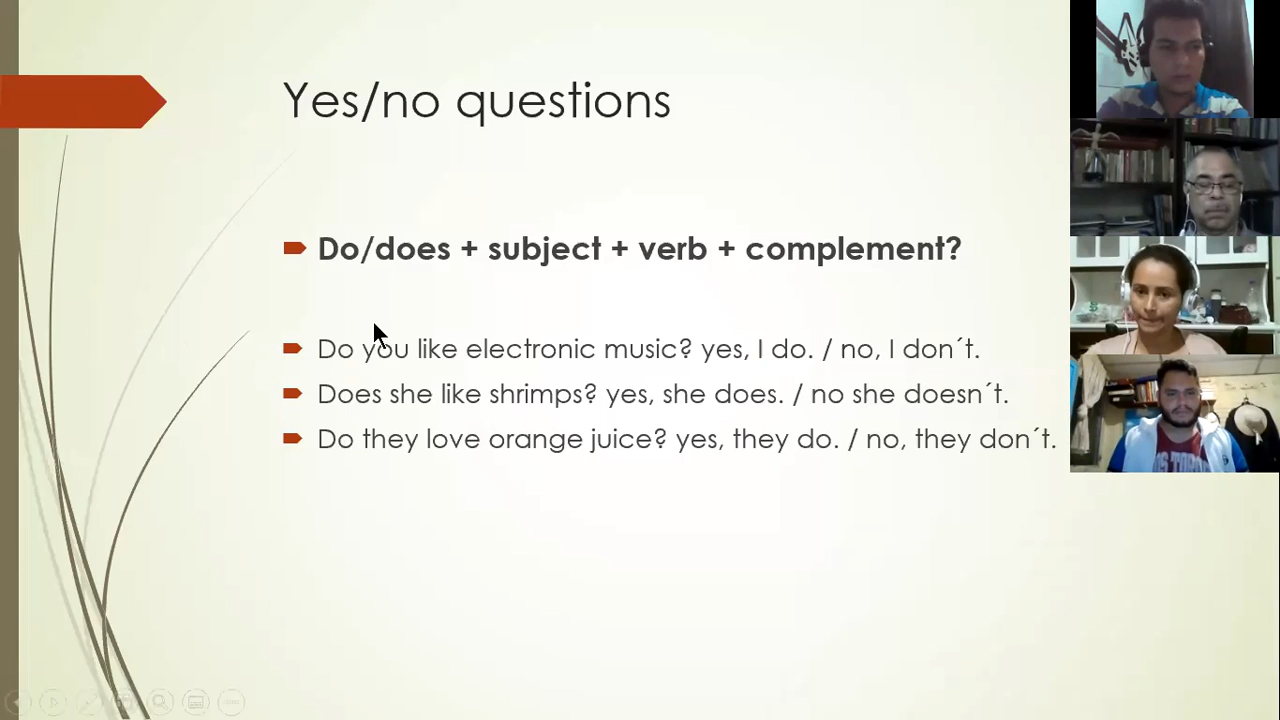 Yes/no questions
Do/does + subject + verb + complement?
Do you like electronic music? yes, I do. / no, I don´t.
Does she like shrimps? yes, she does. / no she doesn´t.
Do they love orange juice? yes, they do. / no, they don´t.